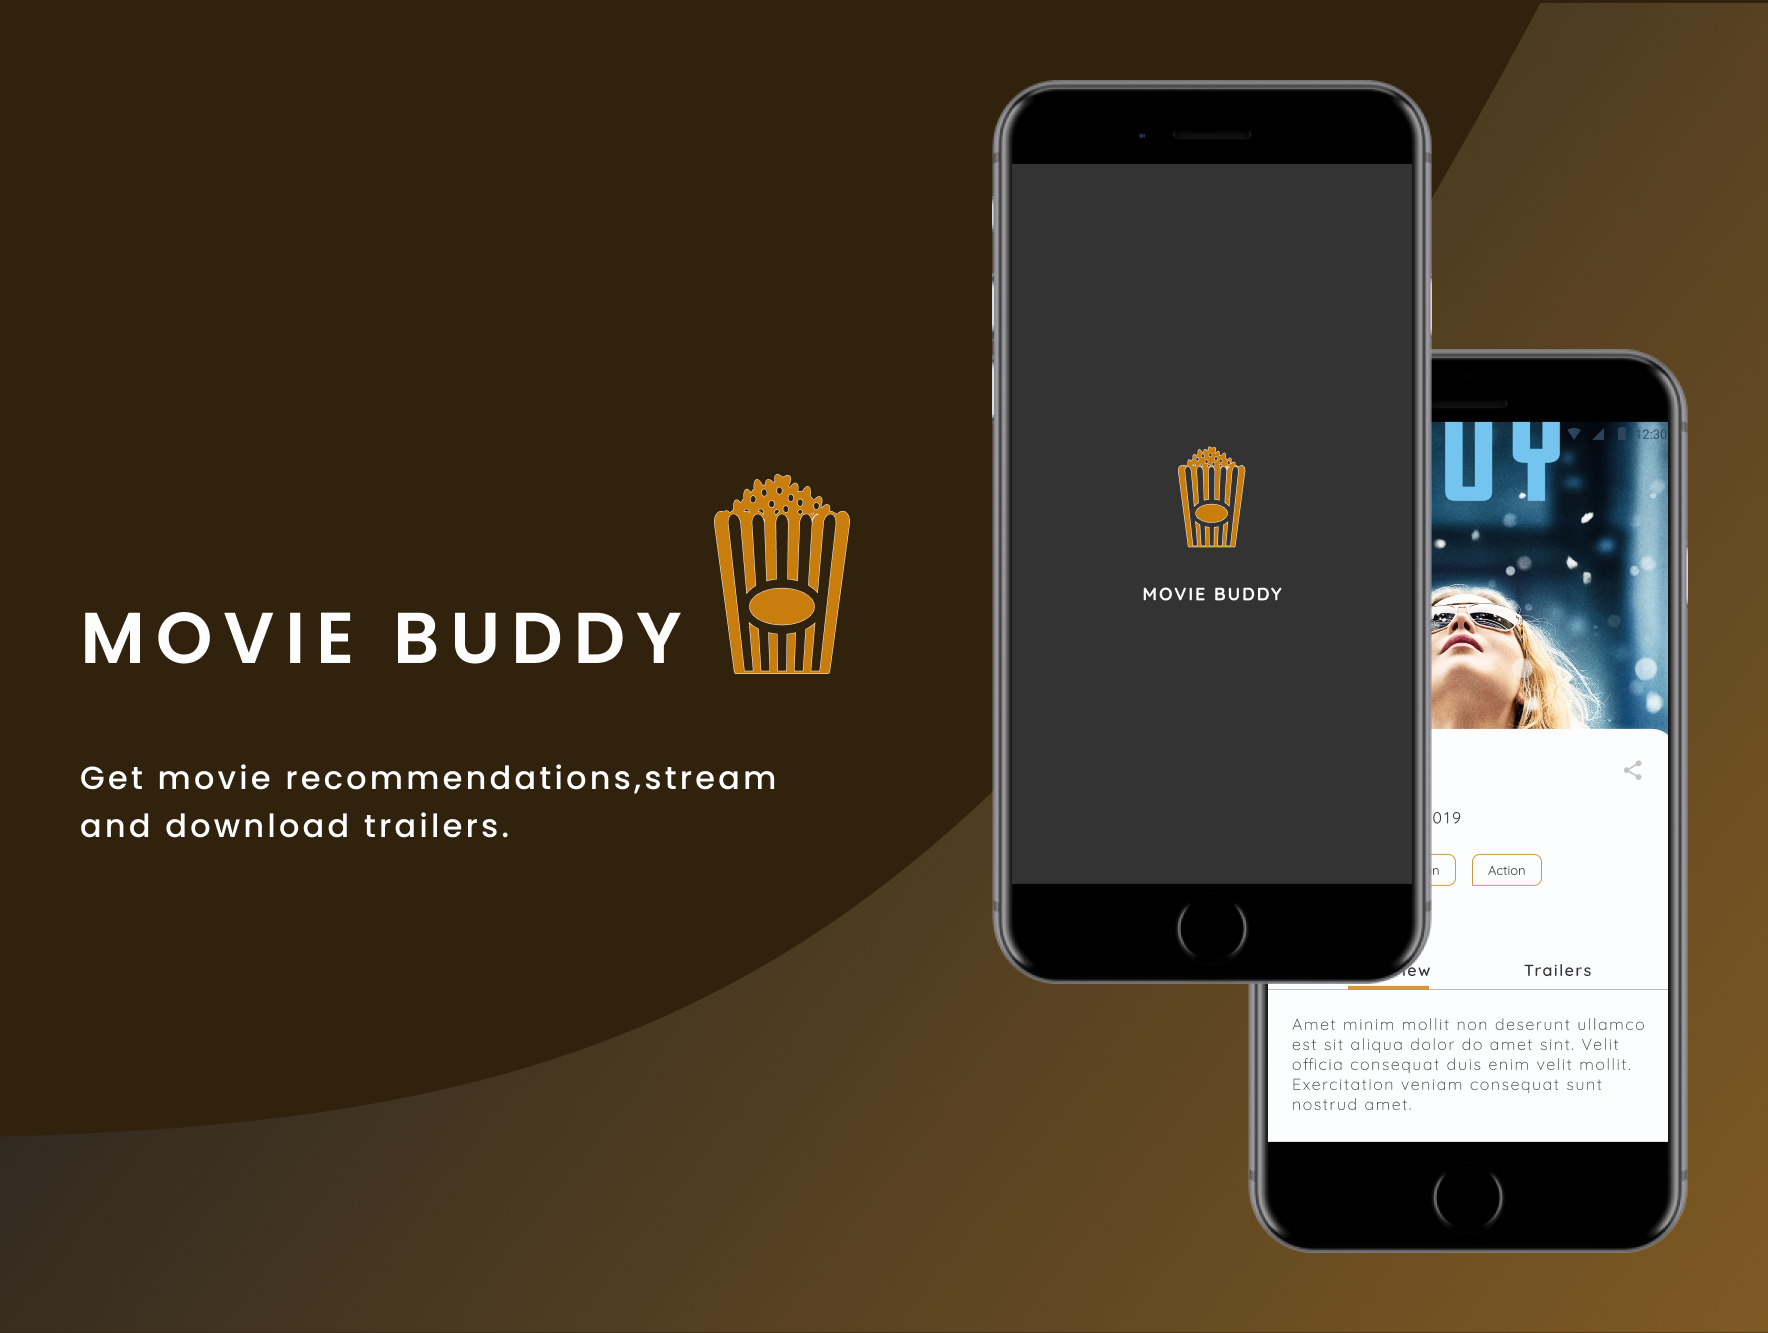 MOVIE BUDDY
Get movie recommendations,stream
and download trailers.
MOVIE BUDDY
12:30
019
n
Action
iew
Trailers
Amet minim mollit non deserunt ullamco
est sit aliqua dolor do amet sint. Velit
officia consequat duis enim velit mollit.
Exercitation veniam consequat sunt
nostrud amet.